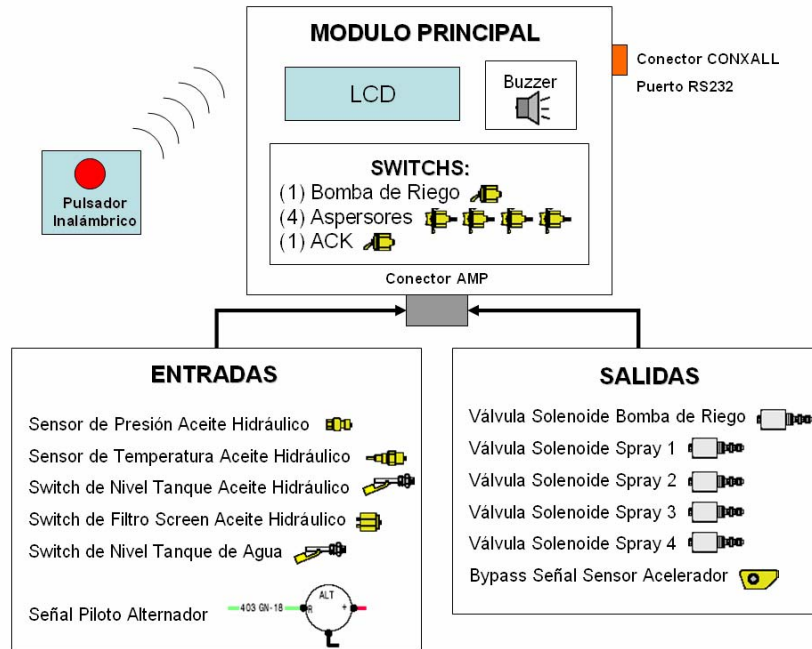 MODULO PRINCIPAL
LCD
Buzzer
Conector CONXALL
Puerto RS232
Pulsador
Inalámbrico
SWITCHS:
(1) Bomba de Riego
(4) Aspersores
(1) ACK
Conector AMP
ENTRADAS
Sensor de Presión Aceite Hidráulico
Sensor de Temperatura Aceite Hidráulico
Switch de Nivel Tanque Aceite Hidráulico
Switch de Filtro Screen Aceite Hidráulico
Switch de Nivel Tanque de Agua
Señal Piloto Alternador
403 GN-18
R
ALT
+
SALIDAS
Válvula Solenoide Bomba de Riego
Válvula Solenoide Spray 1
Válvula Solenoide Spray 2
Válvula Solenoide Spray 3
Válvula Solenoide Spray 4
Bypass Señal Sensor Acelerador